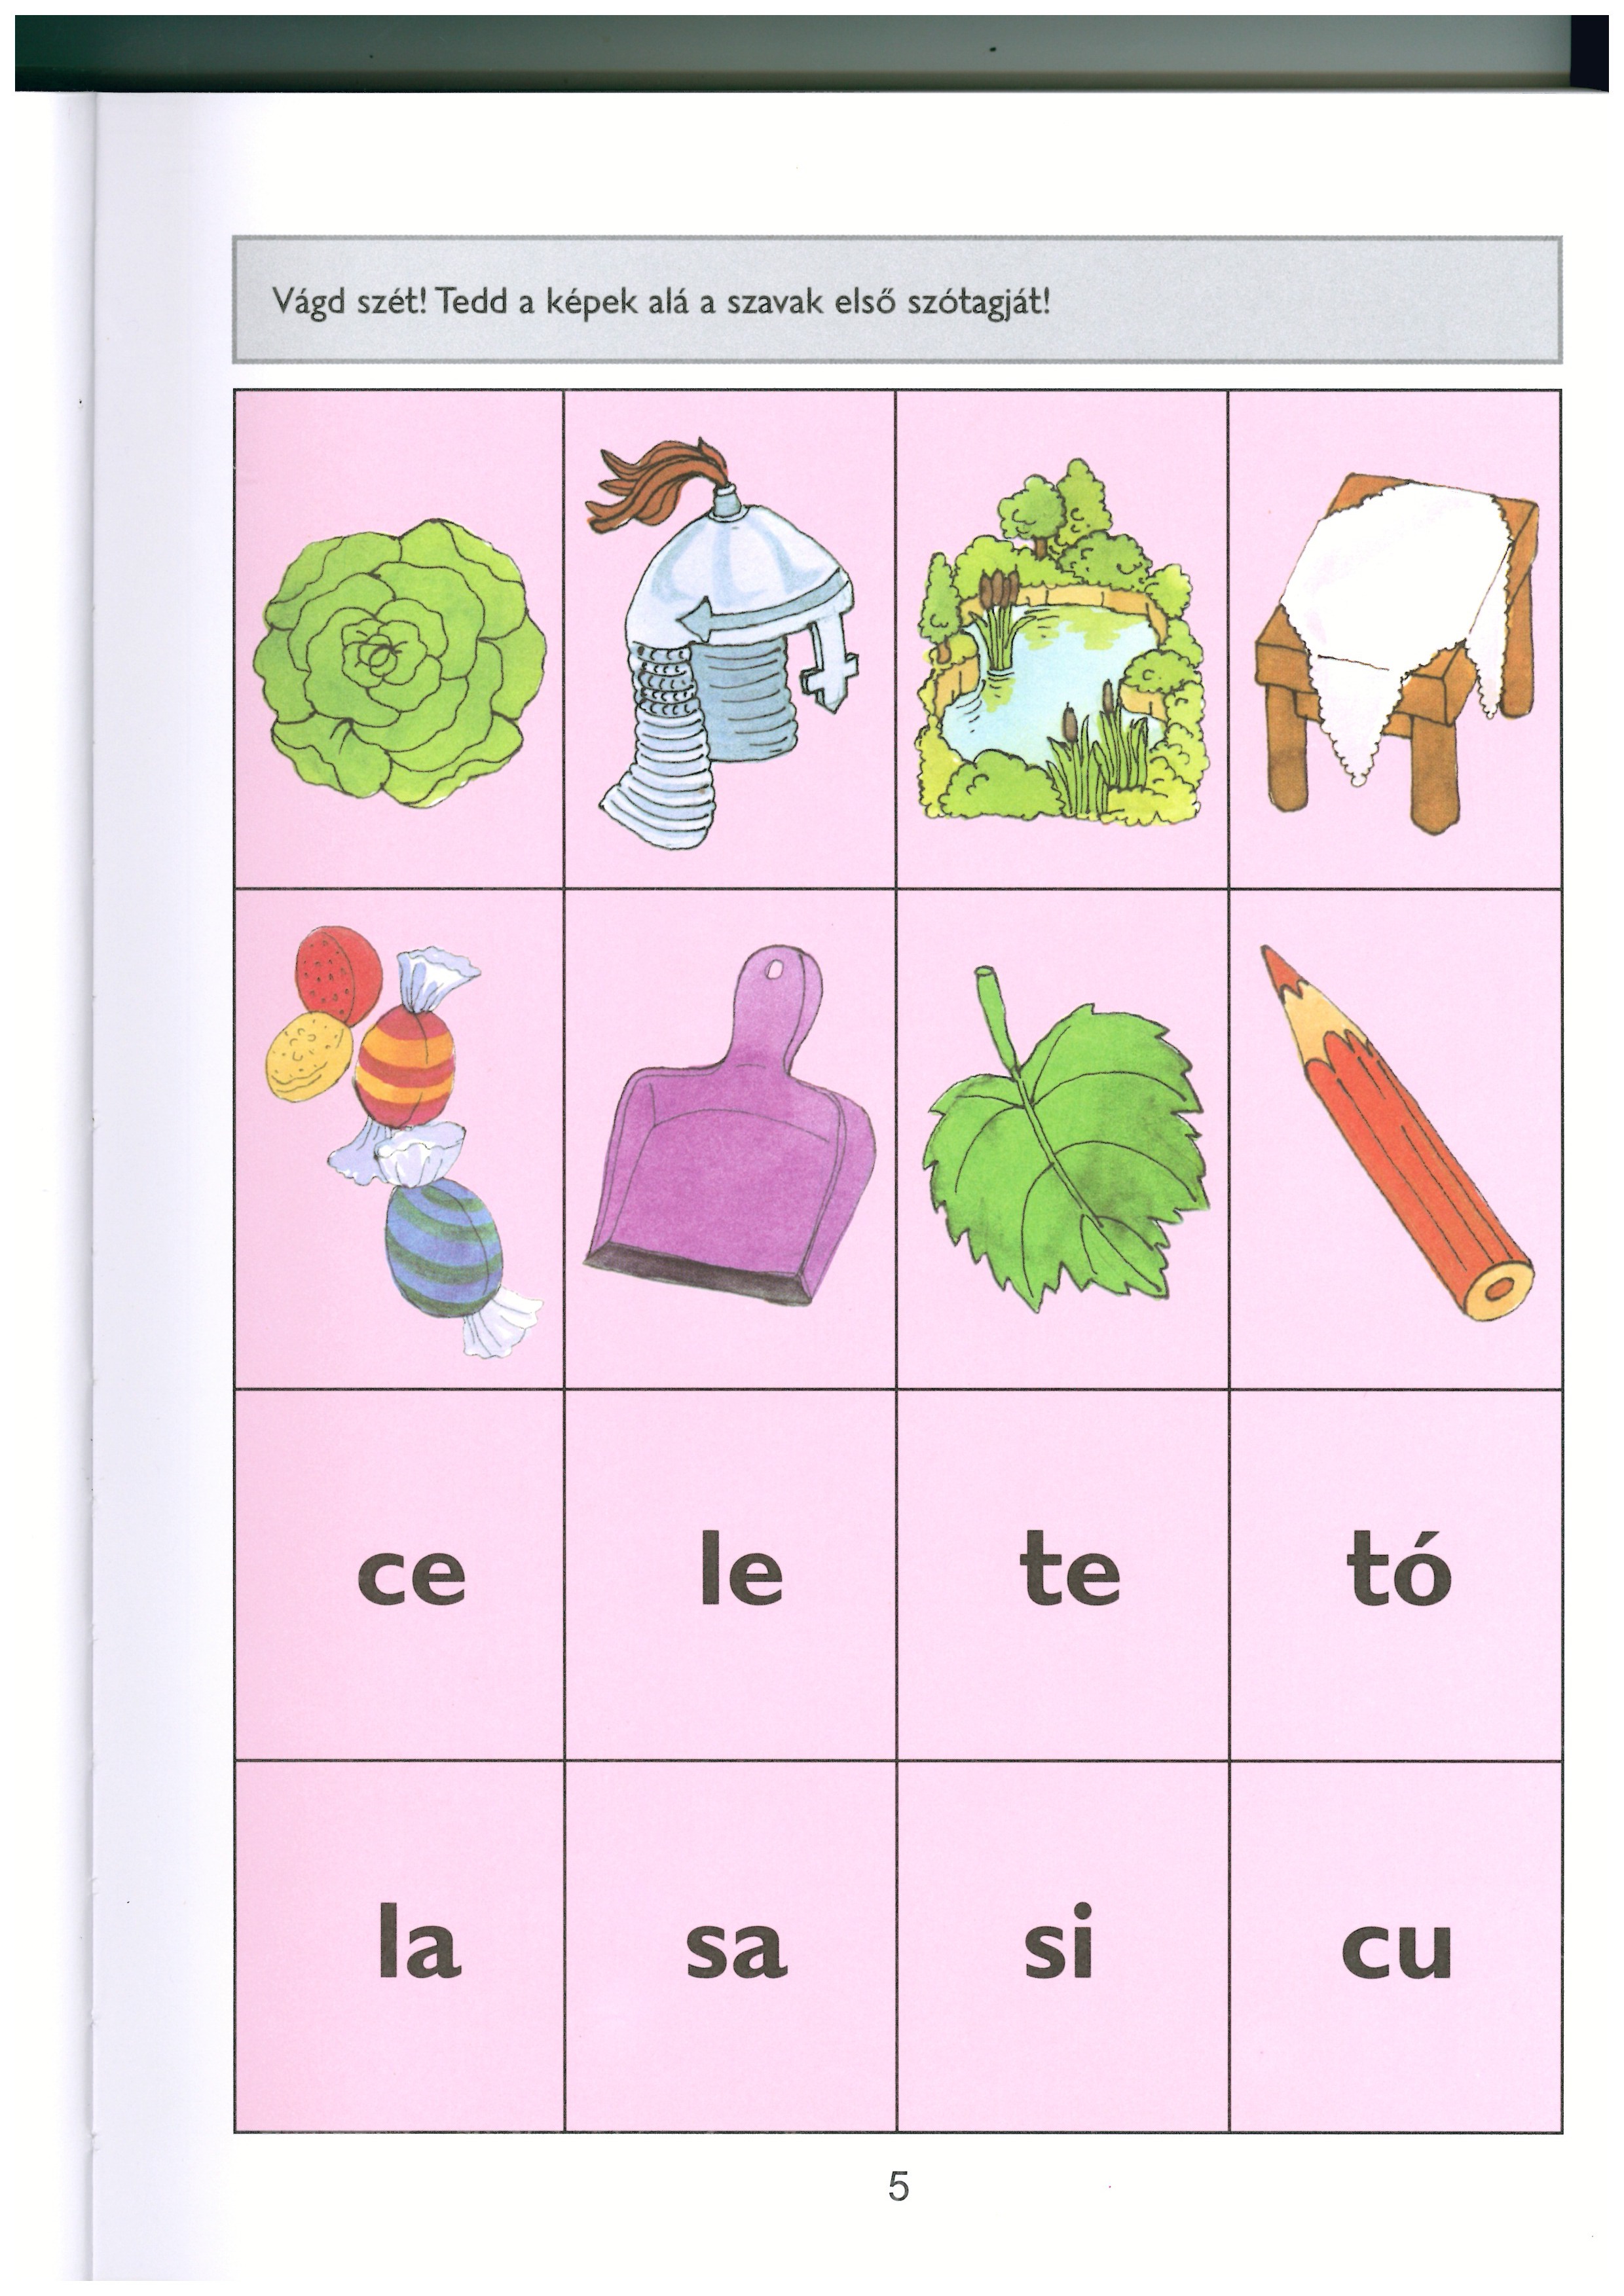 Vágd szét! Tedd a képek alá a szavak első szótagját!
ce le te tó
la sa si cu
5